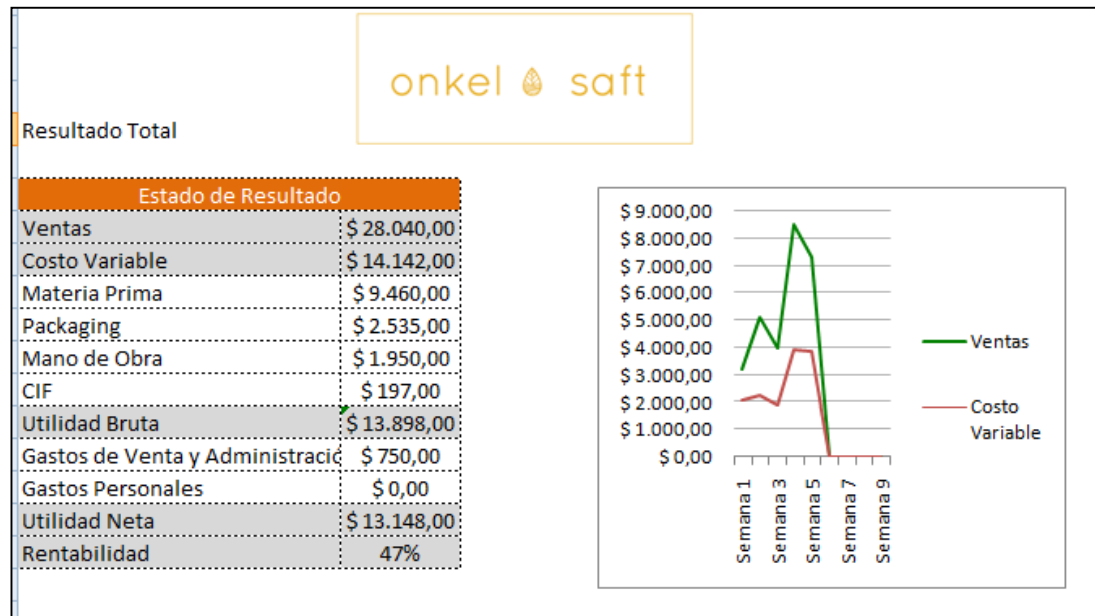 onkel saft
Resultado Total
Estado de Resultado
Ventas $ 28.040,00
Costo Variable $ 14.142,00
Materia Prima $ 9.460,00
Packaging $ 2.535,00
Mano de Obra $ 1.950,00
CIF $ 197,00
Utilidad Bruta $ 13.898,00
Gastos de Venta y Administració $ 750,00
Gastos Personales $ 0,00
Utilidad Neta $ 13.148,00
Rentabilidad 47%
$ 9.000,00
$ 8.000,00
$ 7.000,00
$ 6.000,00
$ 5.000,00
$ 4.000,00
$ 3.000,00
$ 2.000,00
$ 1.000,00
$ 0,00
Semana 1
Semana 3
Semana 5
Semana 7
Semana 9
Ventas
Costo
Variable